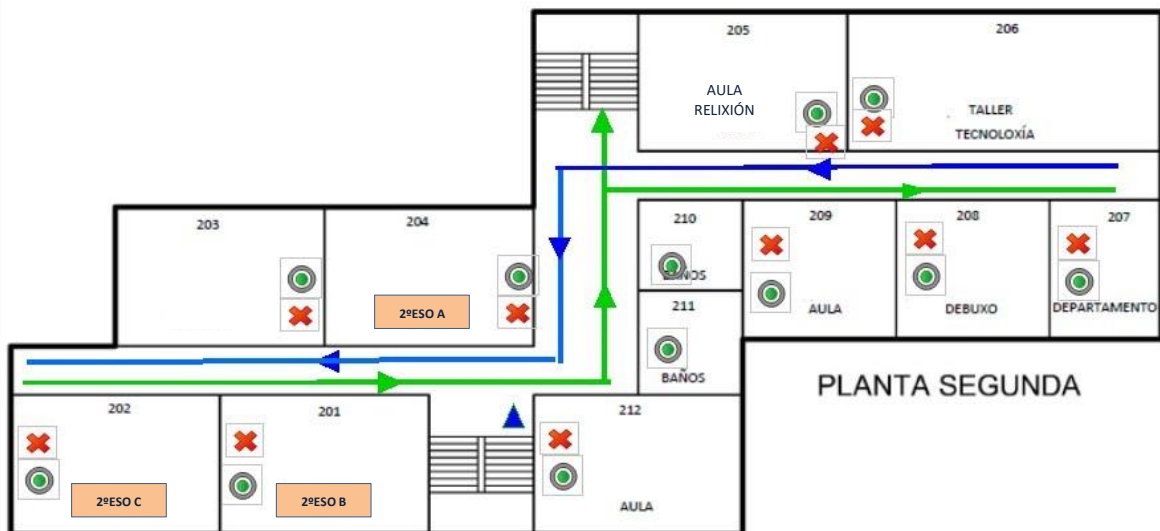 205
206
AULA
RELIXIÓN
TALLER
TECNOLOXÍA
203
204
210
209
208
207
BAÑOS
2ºESO A
211
AULA
DEBUXO
DEPARTAMENTO
BAÑOS
PLANTA SEGUNDA
202
201
212
2ºESO C
2ºESO B
AULA